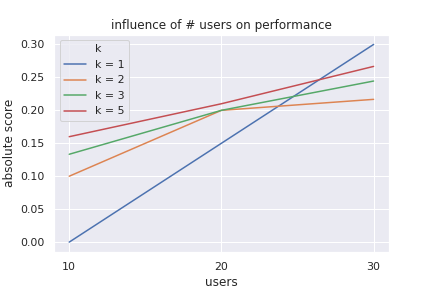 influence of # users on performance
k
k = 1
k = 2
k = 3
k = 5
0.30
0.25
0.20
0.15
0.10
0.05
0.00
absolute score
10
20
30
users